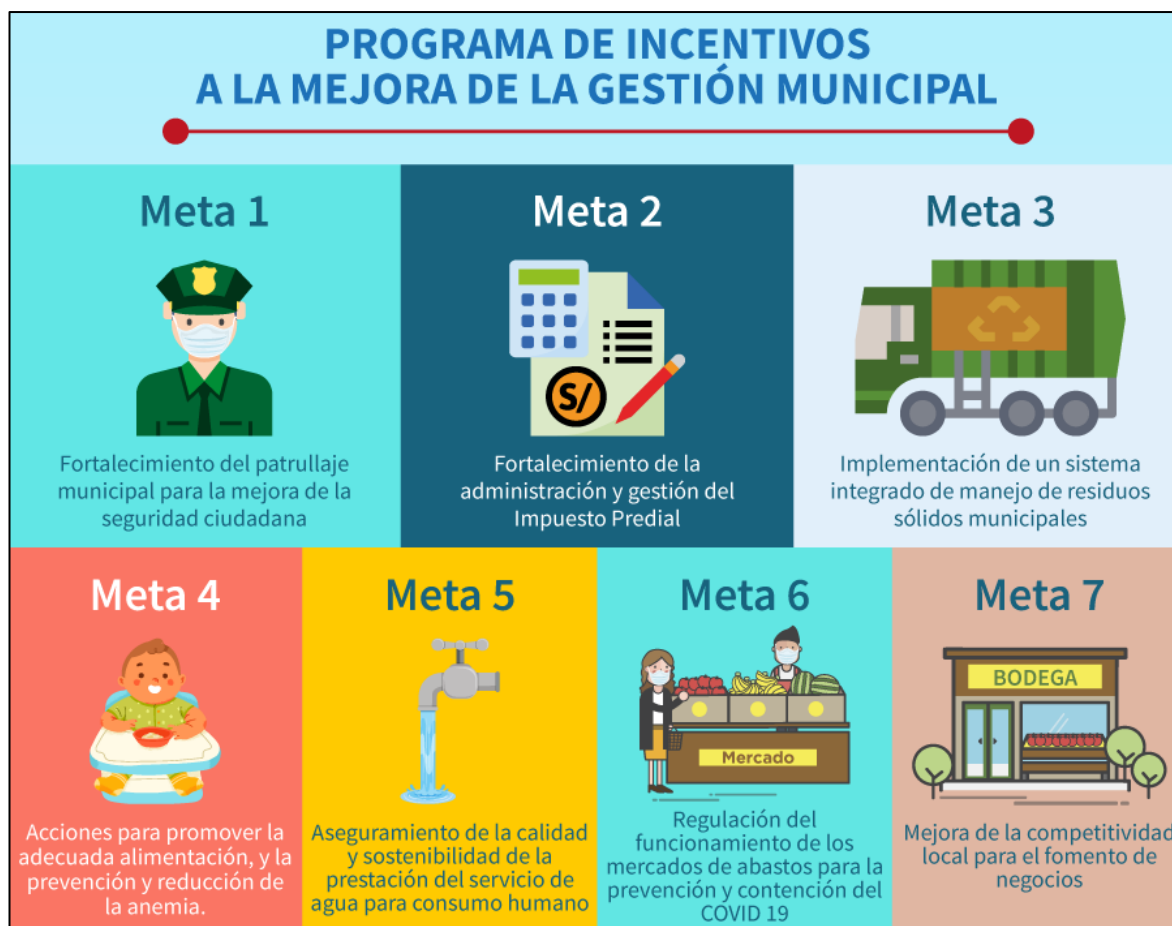 PROGRAMA DE INCENTIVOS
A LA MEJORA DE LA GESTIÓN MUNICIPAL
Meta 1
Fortalecimiento del patrullaje
municipal para la mejora de la
seguridad ciudadana
Meta 2
S/
Fortalecimiento de la
administración y gestión del
Impuesto Predial
Meta 3
Implementación de un sistema
integrado de manejo de residuos
sólidos municipales
Meta 4
Acciones para promover la
adecuada alimentación, y la
prevención y reducción de
la anemia.
Meta 5
Aseguramiento de la calidad
y sostenibilidad de la
prestación del servicio de
agua para consumo humano
Meta 6
Mercado
Regulación del
funcionamiento de los
mercados de abastos para la
prevención y contención del
COVID 19
Meta 7
BODEGA
Mejora de la competitividad
local para el fomento de
negocios